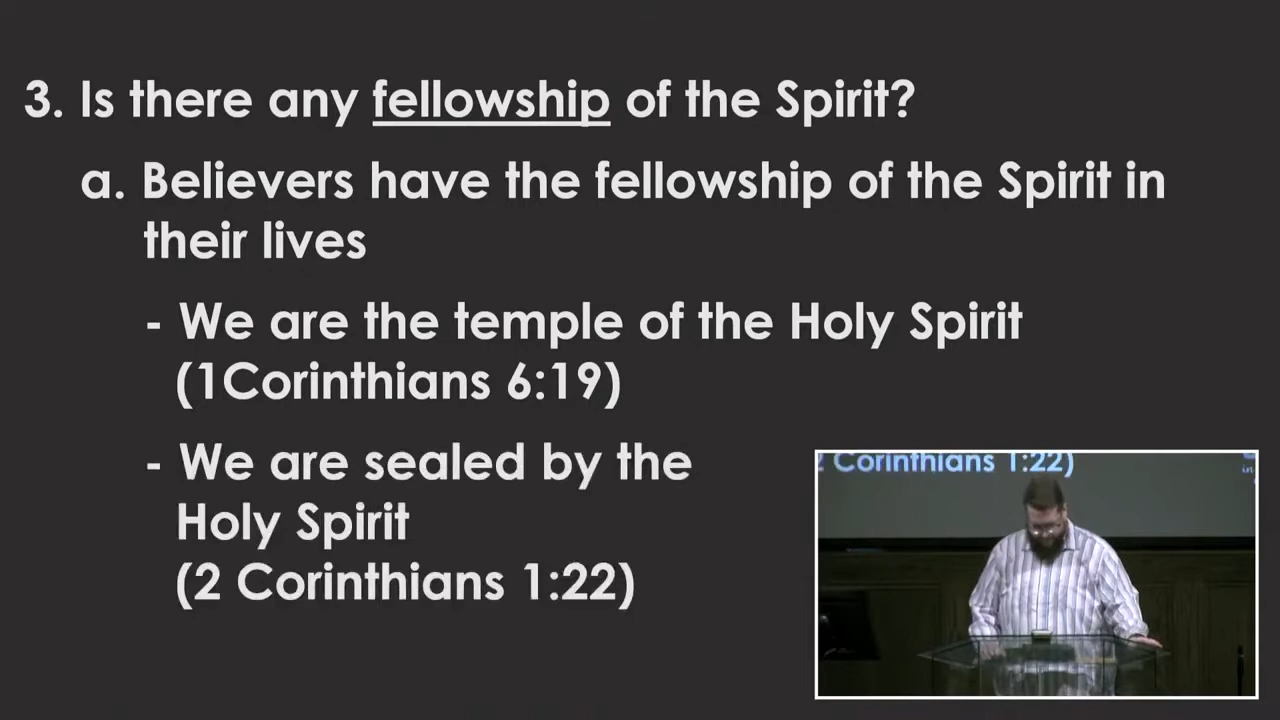 3. Is there any fellowship of the Spirit?
a. Believers have the fellowship of the Spirit in
their lives
- We are the temple of the Holy Spirit
(1Corinthians 6:19)
- We are sealed by the
Holy Spirit
(2 Corinthians 1:22)
2 Corinthians 1:22)